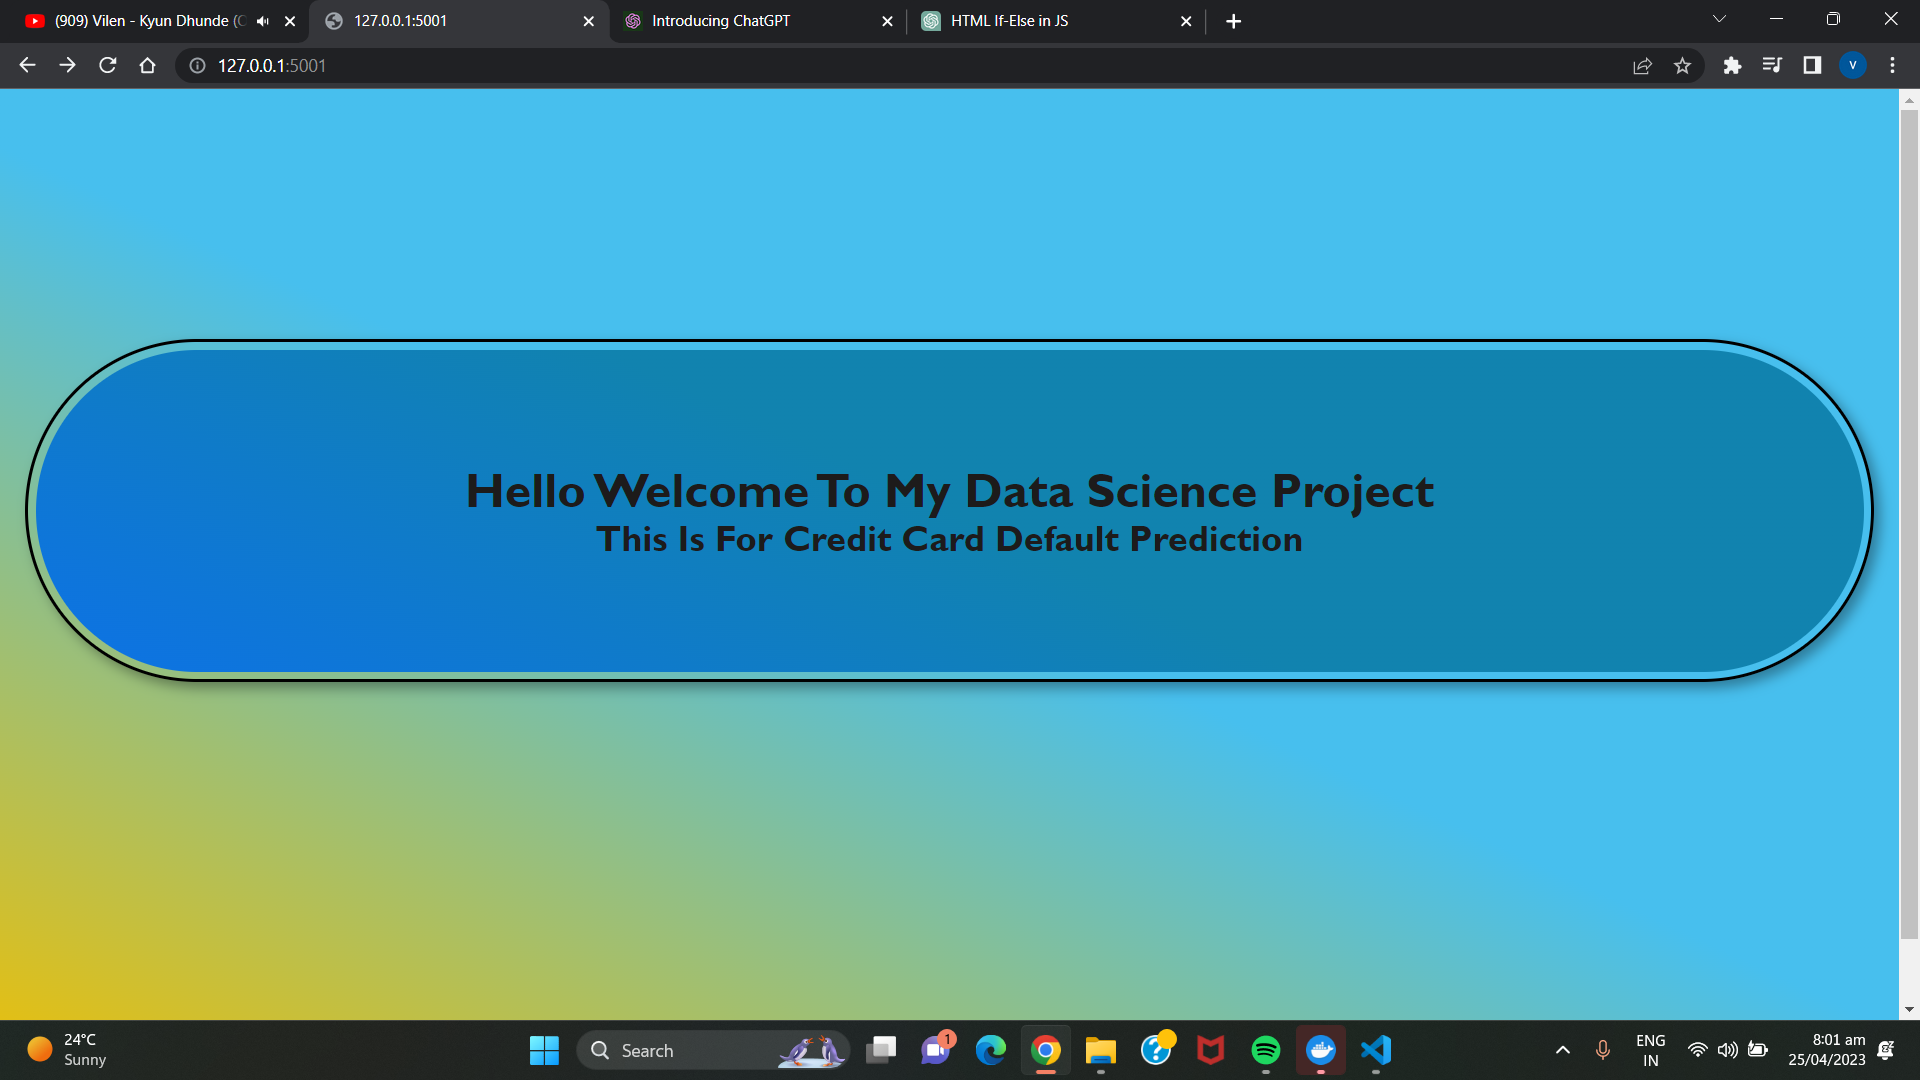 (909) Vilen - Kyun Dhunde (
127.0.0.1:5001
Introducing ChatGPT
HTML If-Else in JS
127.0.0.1:5001
V
Hello Welcome To My Data Science Project
This Is For Credit Card Default Prediction
24°C
Sunny
Search
1
ENG
IN
8:01 am
25/04/2023